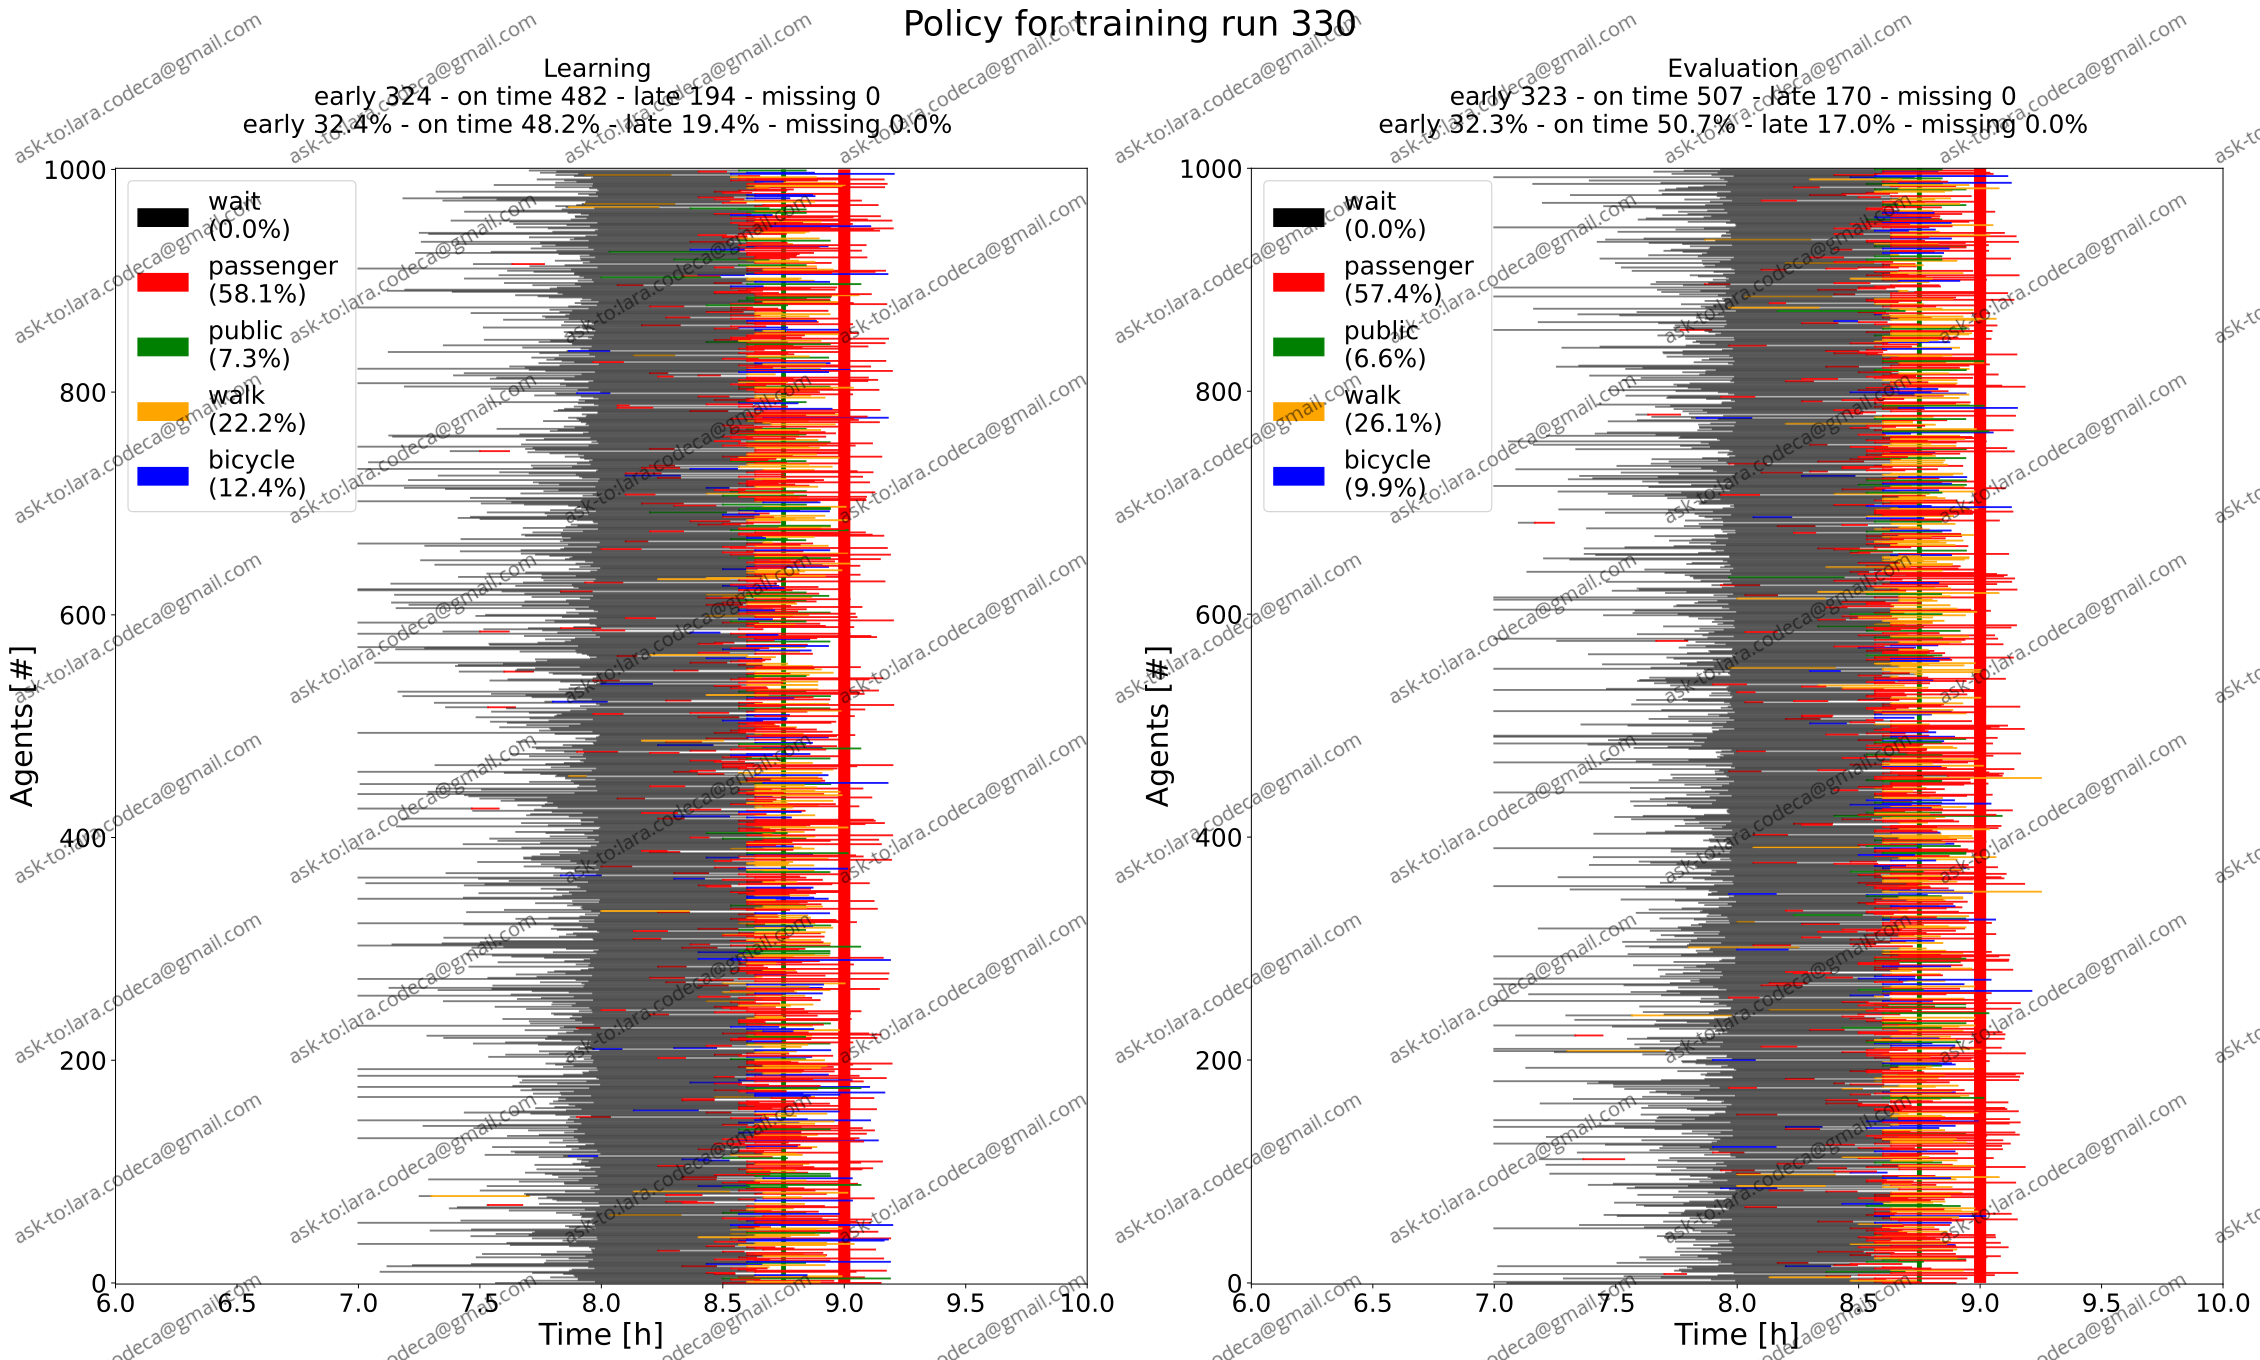 Policy for training run 330
Learning
early 324 - on time 482 - late 194 - missing 0
early 32.4% - on time 48.2% - late 19.4% - missing 0.0%
1000
800
600
400
200
0
Agents [#]
wait
(0.0%)
passenger
(58.1%)
public
(7.3%)
walk
(22.2%)
bicycle
(12.4%)
6.0 6.5 7.0 7.5 8.0 8.5 9.0 9.5 10.0
Time [h]
Evaluation
early 323 - on time 507 - late 170 - missing 0
early 32.3% - on time 50.7% - late 17.0% - missing 0.0%
1000
800
600
400
200
0
Agents [#]
wait
(0.0%)
passenger
(57.4%)
public
(6.6%)
walk
(26.1%)
bicycle
(9.9%)
6.0 6.5 7.0 7.5 8.0 8.5 9.0 9.5 10.0
Time [h]
ask-to:lara.codeca@gmail.com